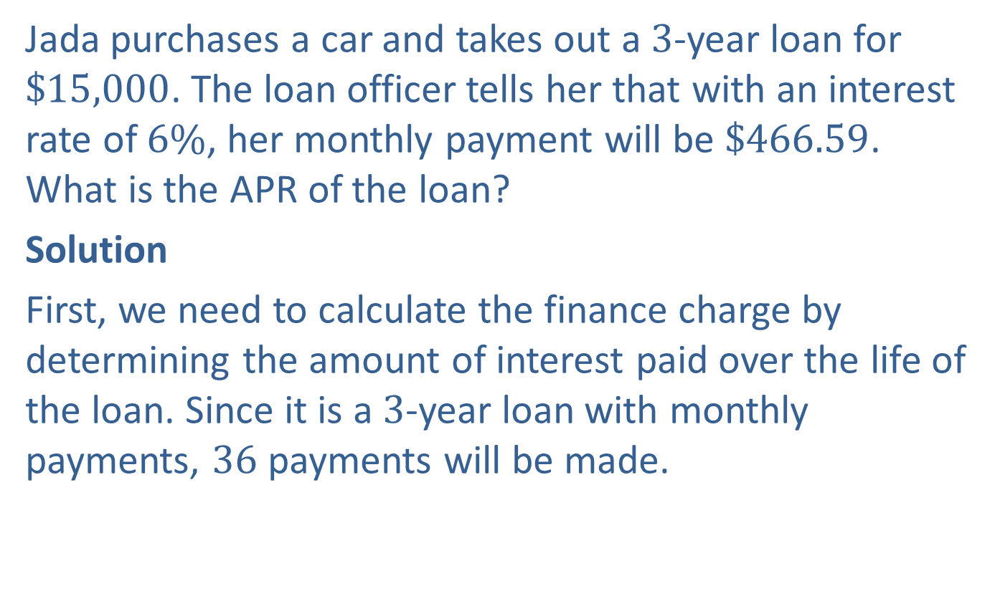 Jada purchases a car and takes out a 3-year loan for
$15,000. The loan officer tells her that with an interest
rate of 6%, her monthly payment will be $466.59.
What is the APR of the loan?
Solution
First, we need to calculate the finance charge by
determining the amount of interest paid over the life of
the loan. Since it is a 3-year loan with monthly
payments, 36 payments will be made.